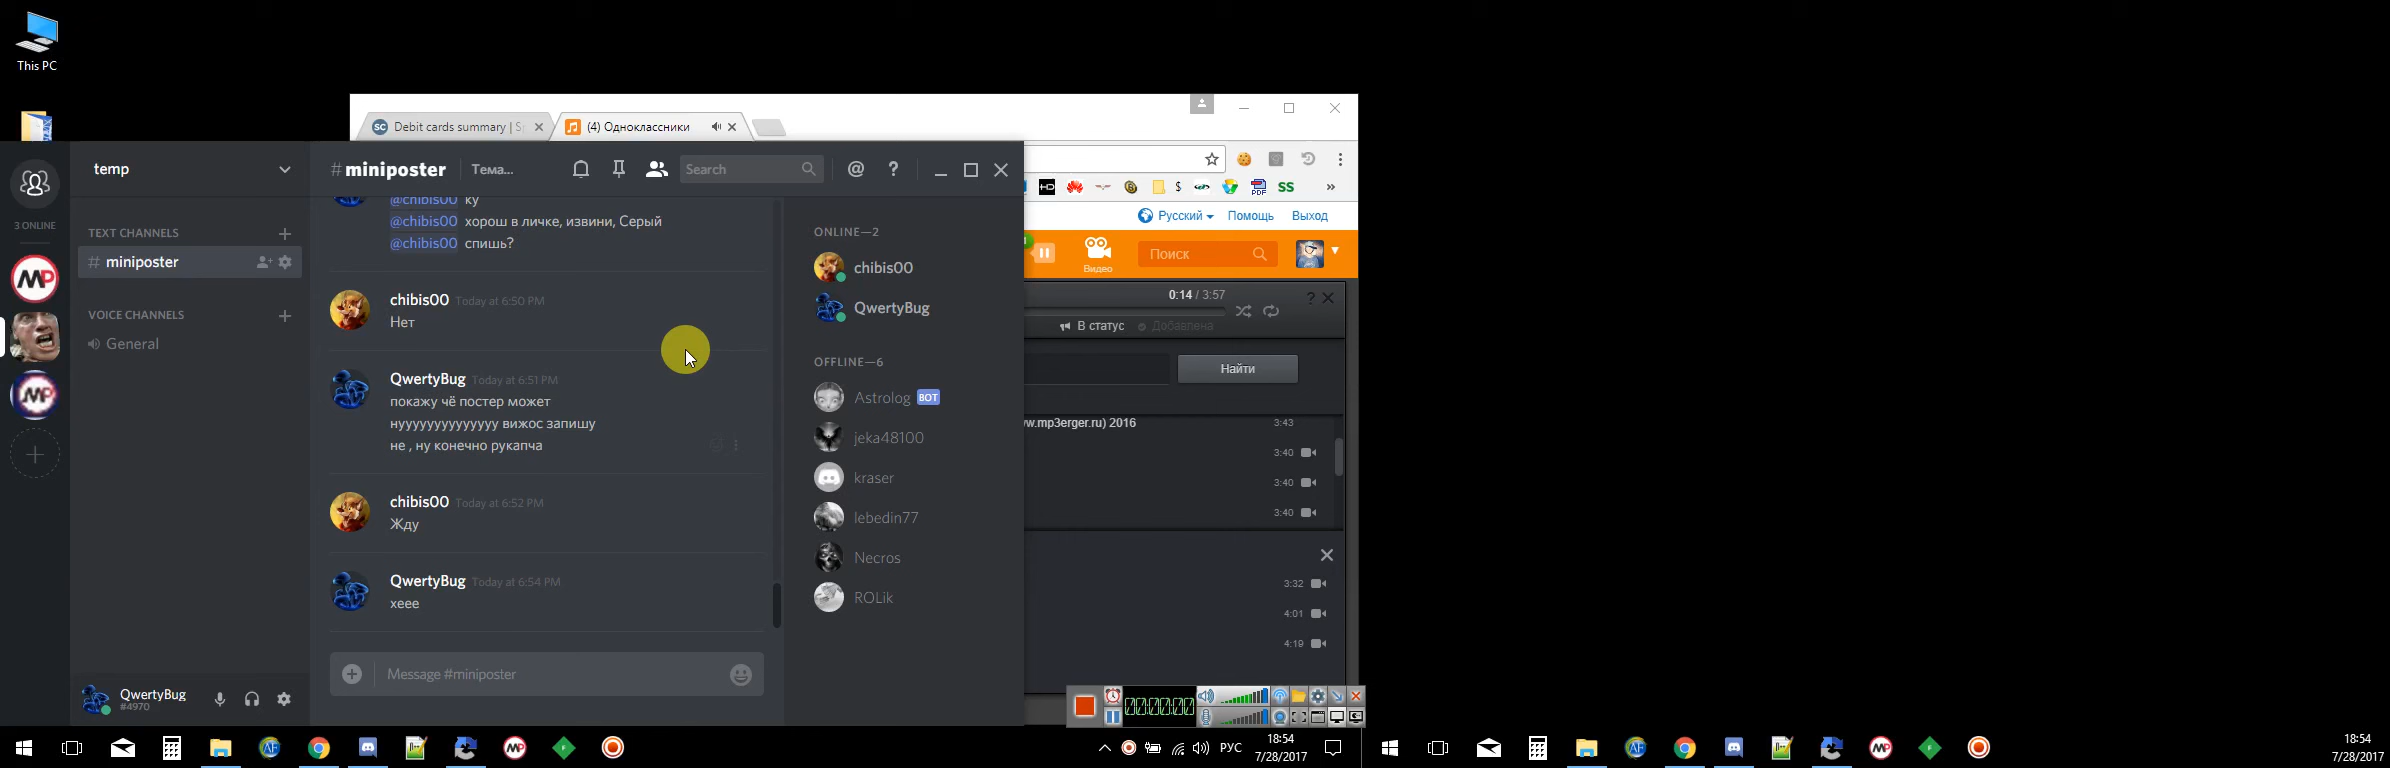 This PC
Debit cards summary | S
(4) Одноклассники
temp
#miniposter
Тема...
Search
3 ONLINE
TEXT CHANNELS
# miniposter
VOICE CHANNELS
General
@chibis00 ку
@chibis00 хорош в личке, извини, Серый
@chibis00 спишь?
chibis00 Today at 6:50 PM
Нет
QwertyBug Today at 6:51 PM
покажу чё постер может
нуууууууууууууу вижос запишу
не , ну конечно рукапча
chibis00 Today at 6:52 PM
Жду
QwertyBug Today at 6:54 PM
хеее
Message #miniposter
QwertyBug
#4970
ONLINE—2
chibis00
QwertyBug
OFFLINE—6
Astrolog BOT
jeka48100
kraser
lebedin77
Necros
ROLik
PDF
$
SS
»
Русский
Помощь
Выход
Видео
Поиск
0:14 / 3:57
? 
В статус
Добавлена
Найти
w.mp3erger.ru) 2016
3:43
3:40
3:40
3:40
3:32
4:01
4:19
00:00:00
РУС
18:54
7/28/2017
18:54
7/28/2017